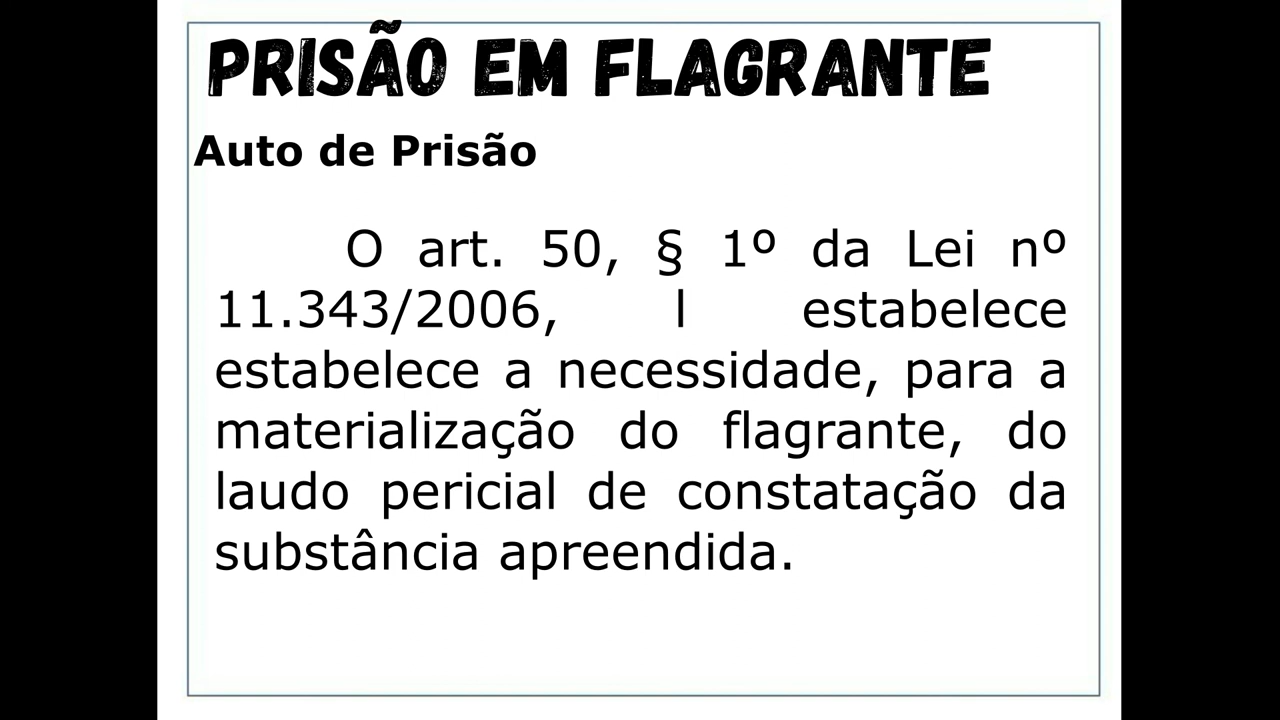 PRISÃO EM FLAGRANTE
Auto de Prisão
O art. 50, § 1º da Lei nº
11.343/2006, l estabelece
estabelece a necessidade, para a
materialização do flagrante, do
laudo pericial de constatação da
substância apreendida.